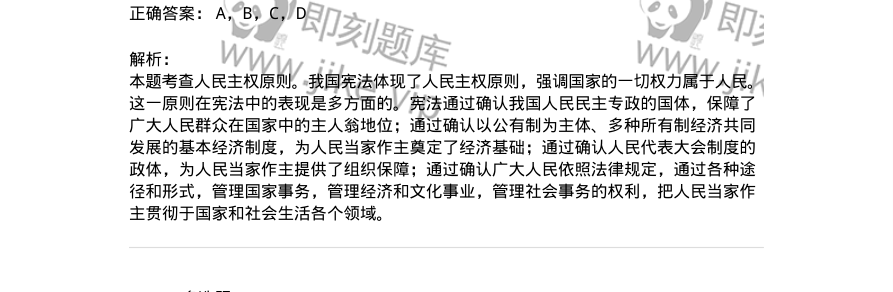 正确答案： A，B，C，D
即刻题库
www.jike.vip
解析：
本题考查人民主权原则。我国宪法体现了人民主权原则，强调国家的一切权力属于人民。
这一原则在宪法中的表现是多方面的。宪法通过确认我国人民民主专政的国体，保障了
广大人民群众在国家中的主人翁地位；通过确认以公有制为主体、多种所有制经济共同
发展的基本经济制度，为人民当家作主奠定了经济基础；通过确认人民代表大会制度的
政体，为人民当家作主提供了组织保障；通过确认广大人民依照法律规定，通过各种途
径和形式，管理国家事务，管理经济和文化事业，管理社会事务的权利，把人民当家作
主贯彻于国家和社会生活各个领域。